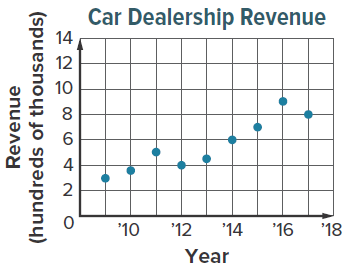 Car Dealership Revenue
Revenue
(hundreds of thousands)
14
12
10
8
6
4
2
0
'10 '12 '14 '16 '18
Year